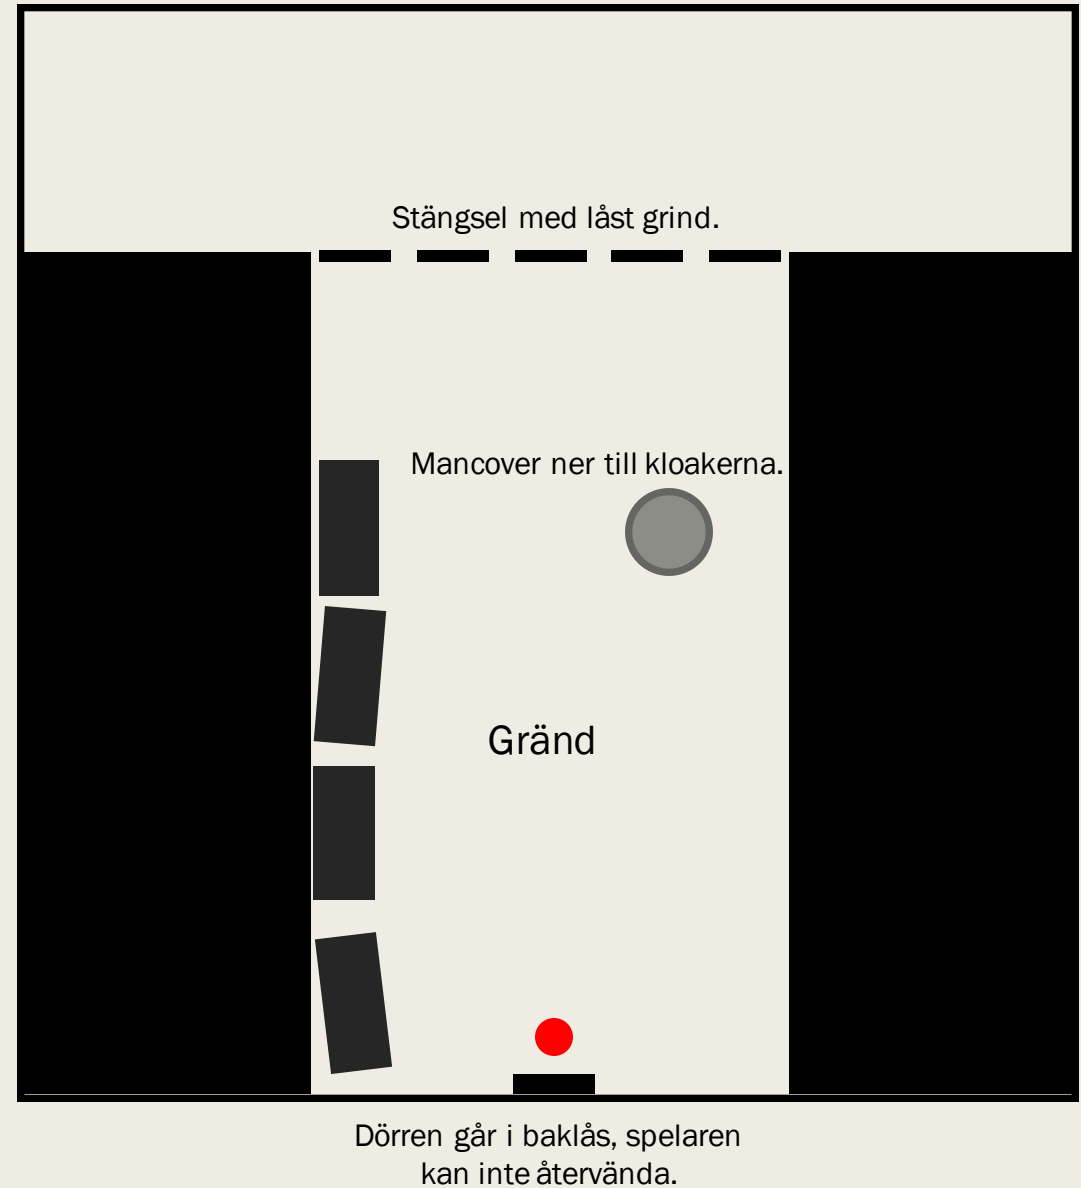 Stängsel med låst grind.
Mancover ner till kloakerna.
Gränd
Dörren går i baklås, spelaren
kan inte återvända.